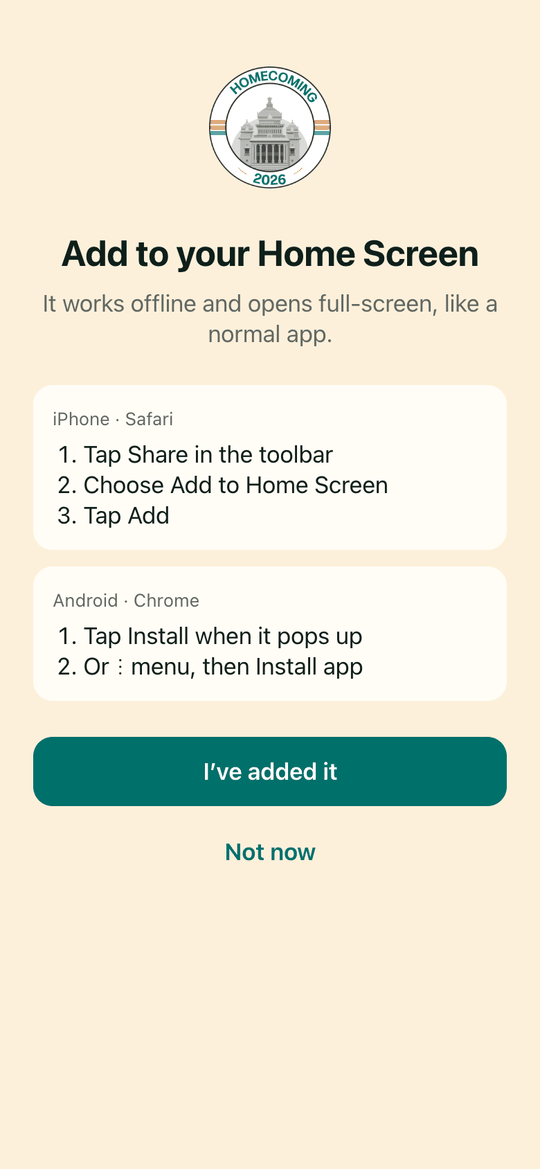 HOMECOMING
2026
Add to your Home Screen
It works offline and opens full-screen, like a
normal app.
iPhone · Safari
1. Tap Share in the toolbar
2. Choose Add to Home Screen
3. Tap Add
Android · Chrome
1. Tap Install when it pops up
2. Or ⋮ menu, then Install app
I’ve added it
Not now